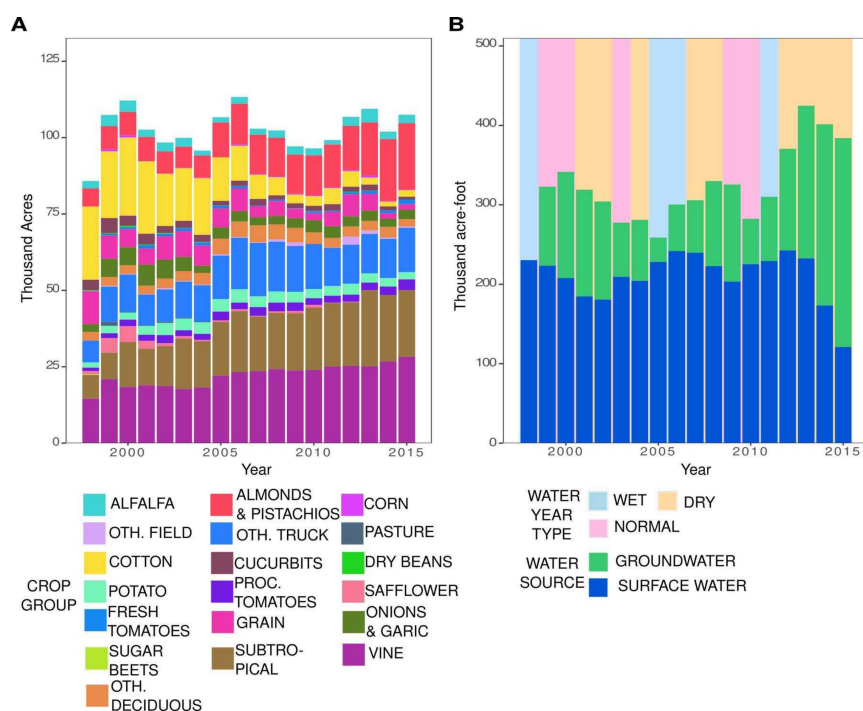 A
B
125
100
75
50
25
0
Thousand Acres
2000
2005
2010
2015
Year
500
400
300
200
100
0
Thousand acre-foot
2000
2005
2010
2015
Year
CROP
GROUP
ALFALFA
OTH. FIELD
COTTON
POTATO
FRESH
TOMATOES
SUGAR
BEETS
OTH.
DECIDUOUS
ALMONDS
& PISTACHIOS
OTH. TRUCK
CUCURBITS
PROC.
TOMATOES
GRAIN
SUBTRO-
PICAL
CORN
PASTURE
DRY BEANS
SAFFLOWER
ONIONS
& GARIC
VINE
WATER
YEAR
TYPE
WET
DRY
NORMAL
WATER
SOURCE
GROUNDWATER
SURFACE WATER